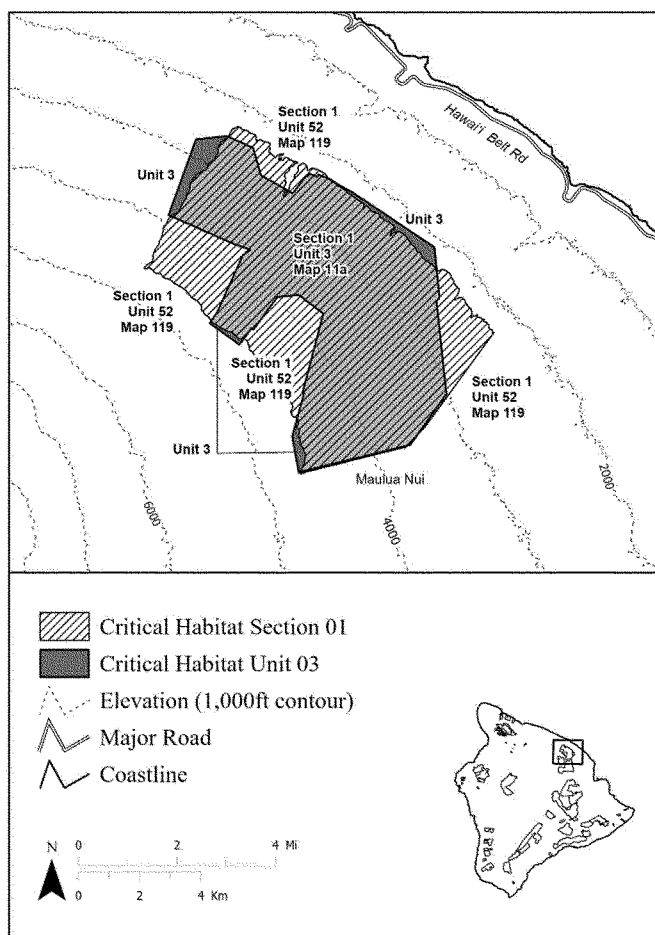 Section 1
Unit 52
Map 119
Hawai'i Belt Rd
Unit 3
Unit 3
Section 1
Unit 3
Map 11a
Section 1
Unit 52
Map 119
Section 1
Unit 52
Map 119
Section 1
Unit 52
Map 119
Unit 3
Maulua Nui
2000
4000
6000
Critical Habitat Section 01
Critical Habitat Unit 03
Elevation (1,000ft contour)
Major Road
Coastline
N
0 2 4 Mi
0 2 4 Km